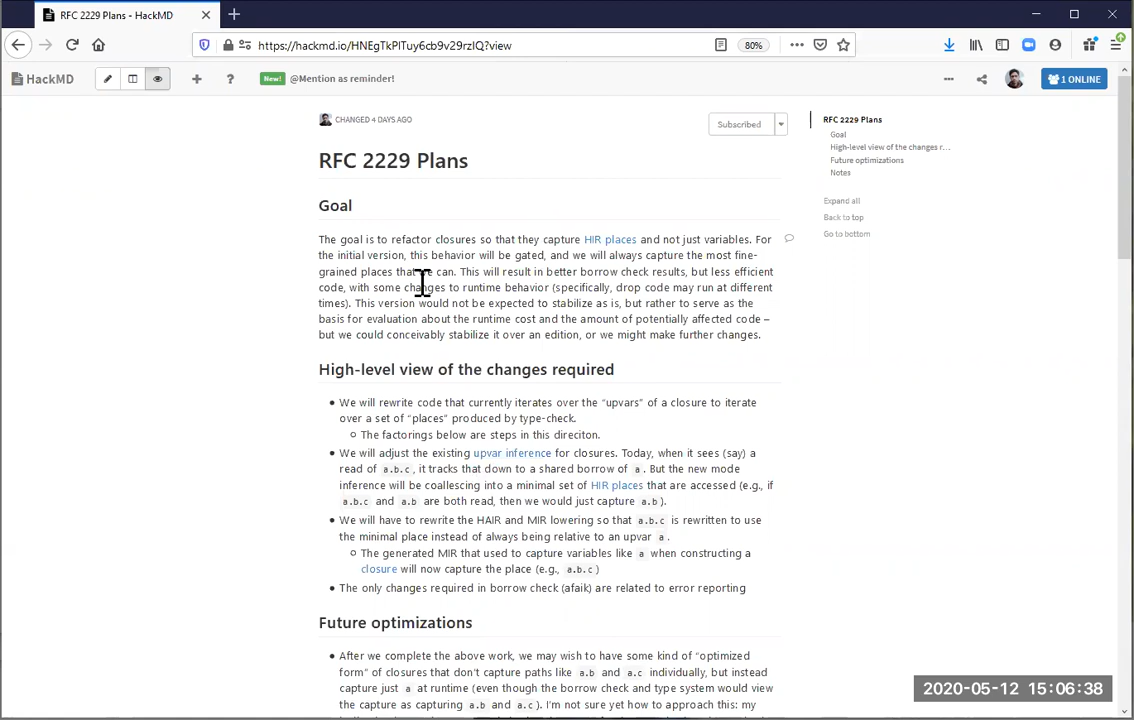 RFC 2229 Plans - HackMD
https://hackmd.io/HNEgTkPlTuy6cb9v29rzIQ?view
80%
HackMD
New! @Mention as reminder!
1 ONLINE
CHANGED 4 DAYS AGO
Subscribed
RFC 2229 Plans
Goal
High-level view of the changes r...
Future optimizations
Notes
Expand all
Back to top
Go to bottom
RFC 2229 Plans
Goal
The goal is to refactor closures so that they capture HIR places and not just variables. For
the initial version, this behavior will be gated, and we will always capture the most fine-
grained places that we can. This will result in better borrow check results, but less efficient
code, with some changes to runtime behavior (specifically, drop code may run at different
times). This version would not be expected to stabilize as is, but rather to serve as the
basis for evaluation about the runtime cost and the amount of potentially affected code –
but we could conceivably stabilize it over an edition, or we might make further changes.
High-level view of the changes required
We will rewrite code that currently iterates over the “upvars” of a closure to iterate
over a set of “places” produced by type-check.
The factorings below are steps in this direciton.
We will adjust the existing upvar inference for closures. Today, when it sees (say) a
read of a.b.c, it tracks that down to a shared borrow of a. But the new mode
inference will be coallescing into a minimal set of HIR places that are accessed (e.g., if
a.b.c and a.b are both read, then we would just capture a.b).
We will have to rewrite the HAIR and MIR lowering so that a.b.c is rewritten to use
the minimal place instead of always being relative to an upvar a.
The generated MIR that used to capture variables like a when constructing a
closure will now capture the place (e.g., a.b.c)
The only changes required in borrow check (afaik) are related to error reporting
Future optimizations
After we complete the above work, we may wish to have some kind of “optimized
form” of closures that don’t capture paths like a.b and a.c individually, but instead
capture just a at runtime (even though the borrow check and type system would view
the capture as capturing a.b and a.c). I’m not sure yet how to approach this: my
2020-05-12 15:06:38